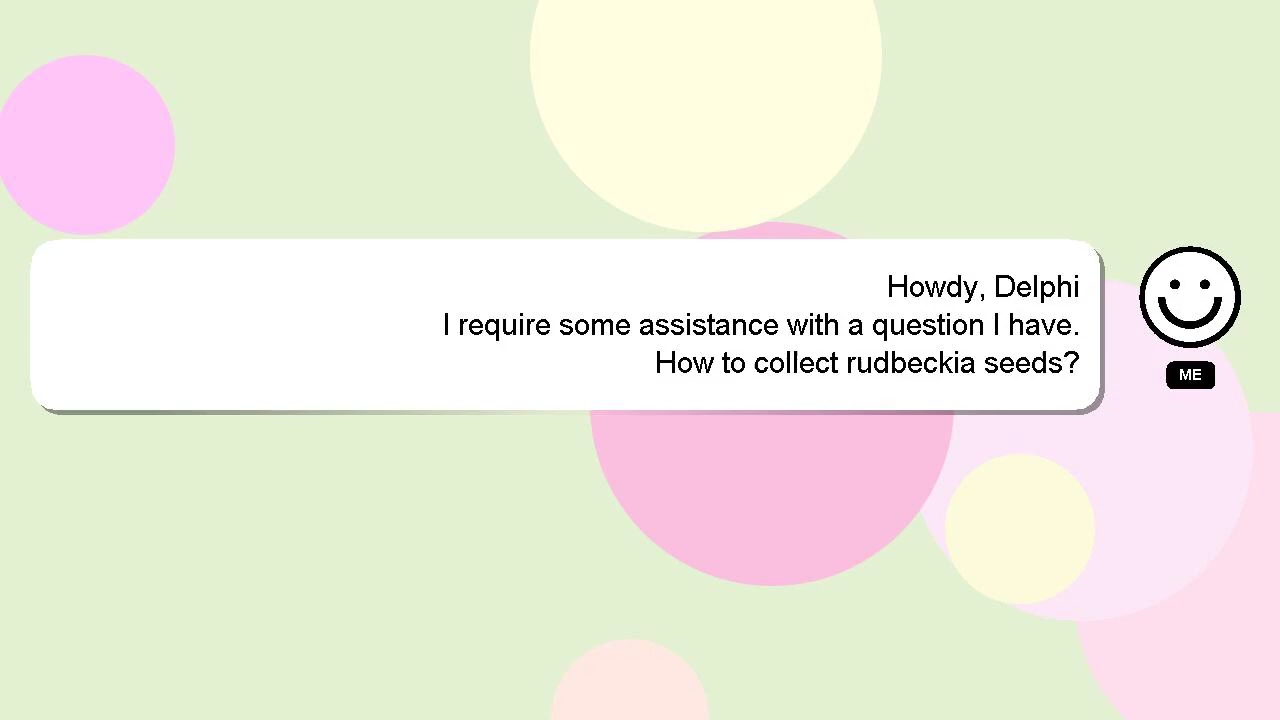 Howdy, Delphi
I require some assistance with a question I have.
How to collect rudbeckia seeds?
ME